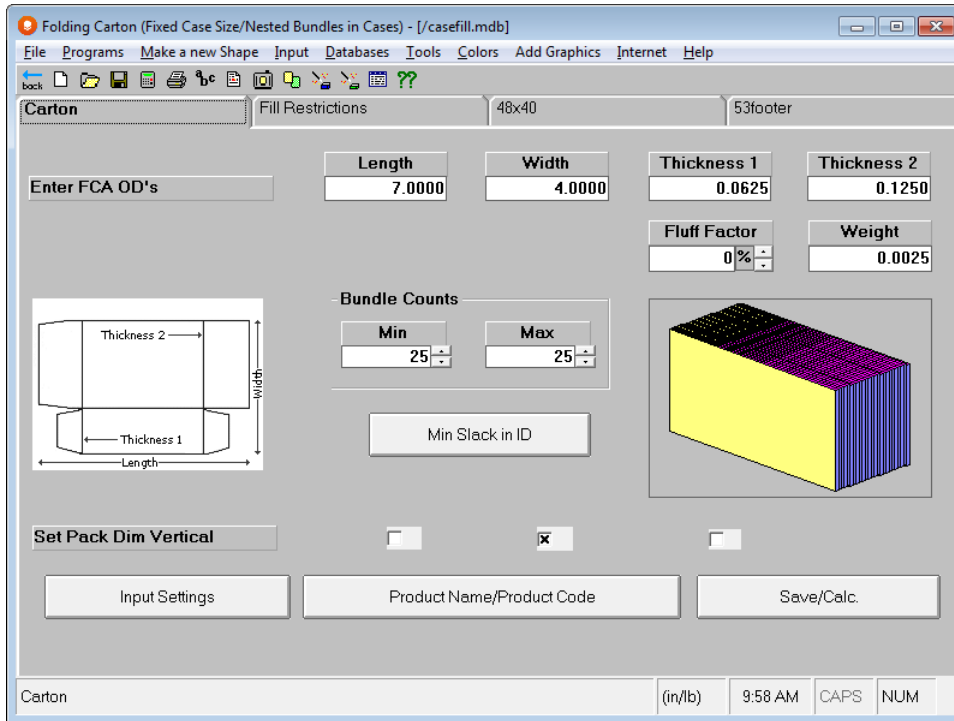 Folding Carton (Fixed Case Size/Nested Bundles in Cases) - [/casefill.mdb]
File Programs Make a new Shape Input Databases Tools Colors Add Graphics Internet Help
back abc ??
Carton Fill Restrictions 48x40 53footer
Length Width Thickness 1 Thickness 2
Enter FCA OD's 7.0000 4.0000 0.0625 0.1250
Fluff Factor Weight
0 % 0.0025
Bundle Counts
Min Max
25 25
Thickness 2
Width
Thickness 1
Length
Min Slack in ID
Set Pack Dim Vertical
Input Settings Product Name/Product Code Save/Calc.
Carton (in/lb) 9:58 AM CAPS NUM